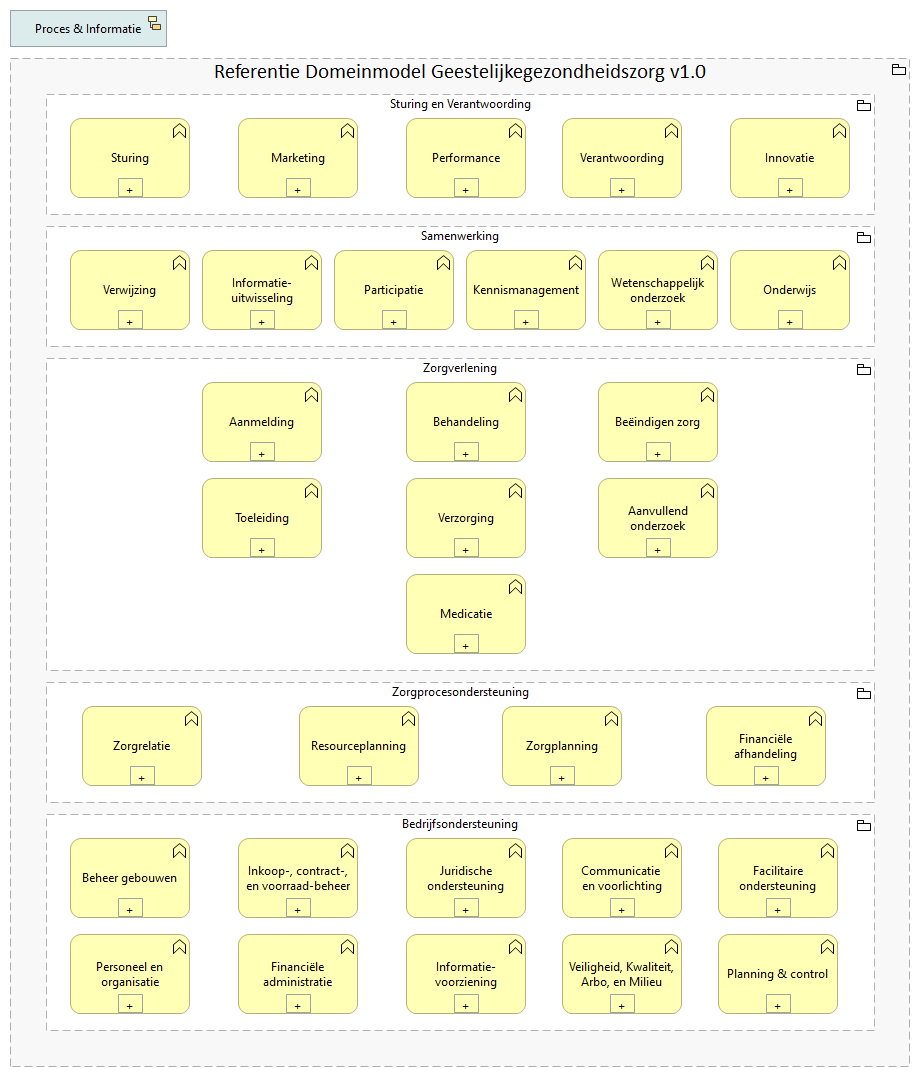 Proces & Informatie
Referentie Domeinmodel Geestelijkegezondheidszorg v1.0
Sturing en Verantwoording
Sturing
Marketing
Performance
Verantwoording
Innovatie
Samenwerking
Verwijzing
Informatie-
uitwisseling
Participatie
Kennismanagement
Wetenschappelijk
onderzoek
Onderwijs
Zorgverlening
Aanmelding
Behandeling
Beëindigen zorg
Toeleiding
Verzorging
Aanvullend
onderzoek
Medicatie
Zorgprocesondersteuning
Zorgrelatie
Resourceplanning
Zorgplanning
Financiële
afhandeling
Bedrijfsondersteuning
Beheer gebouwen
Inkoop-, contract-,
en voorraad-beheer
Juridische
ondersteuning
Communicatie
en voorlichting
Facilitaire
ondersteuning
Personeel en
organisatie
Financiële
administratie
Informatie-
voorziening
Veiligheid, Kwaliteit,
Arbo, en Milieu
Planning & control